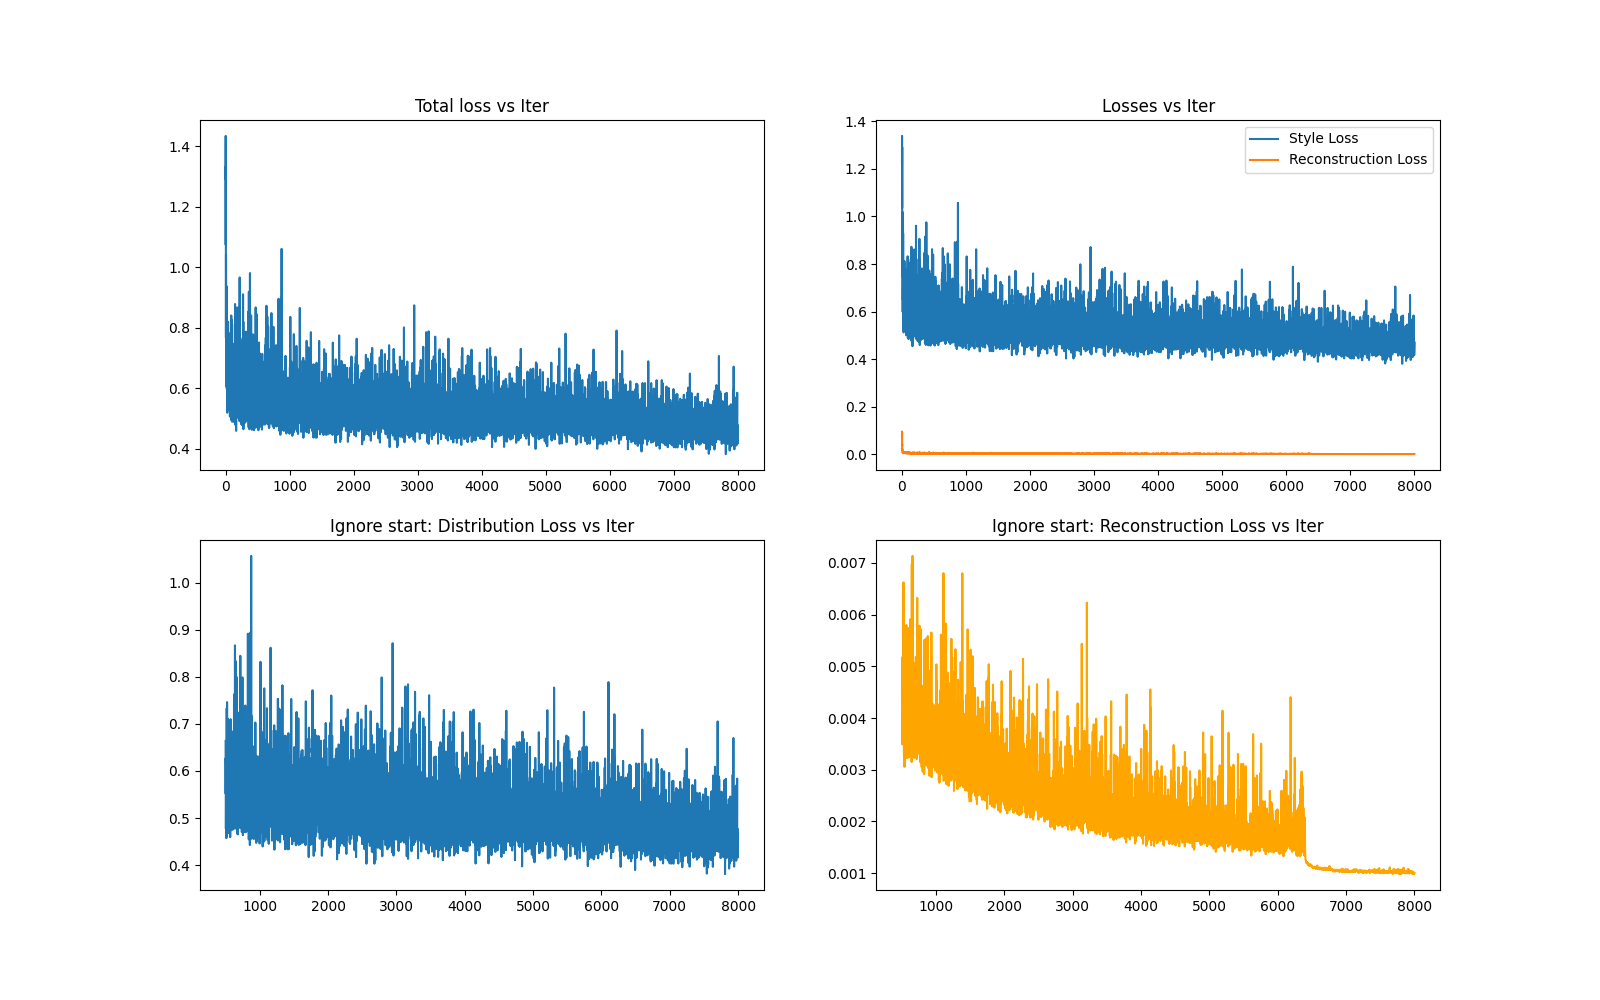 Total loss vs Iter
1.4
1.2
1.0
0.8
0.6
0.4
0 1000 2000 3000 4000 5000 6000 7000 8000
Losses vs Iter
Style Loss
Reconstruction Loss
1.4
1.2
1.0
0.8
0.6
0.4
0.2
0.0
0 1000 2000 3000 4000 5000 6000 7000 8000
Ignore start: Distribution Loss vs Iter
1.0
0.9
0.8
0.7
0.6
0.5
0.4
1000 2000 3000 4000 5000 6000 7000 8000
Ignore start: Reconstruction Loss vs Iter
0.007
0.006
0.005
0.004
0.003
0.002
0.001
1000 2000 3000 4000 5000 6000 7000 8000